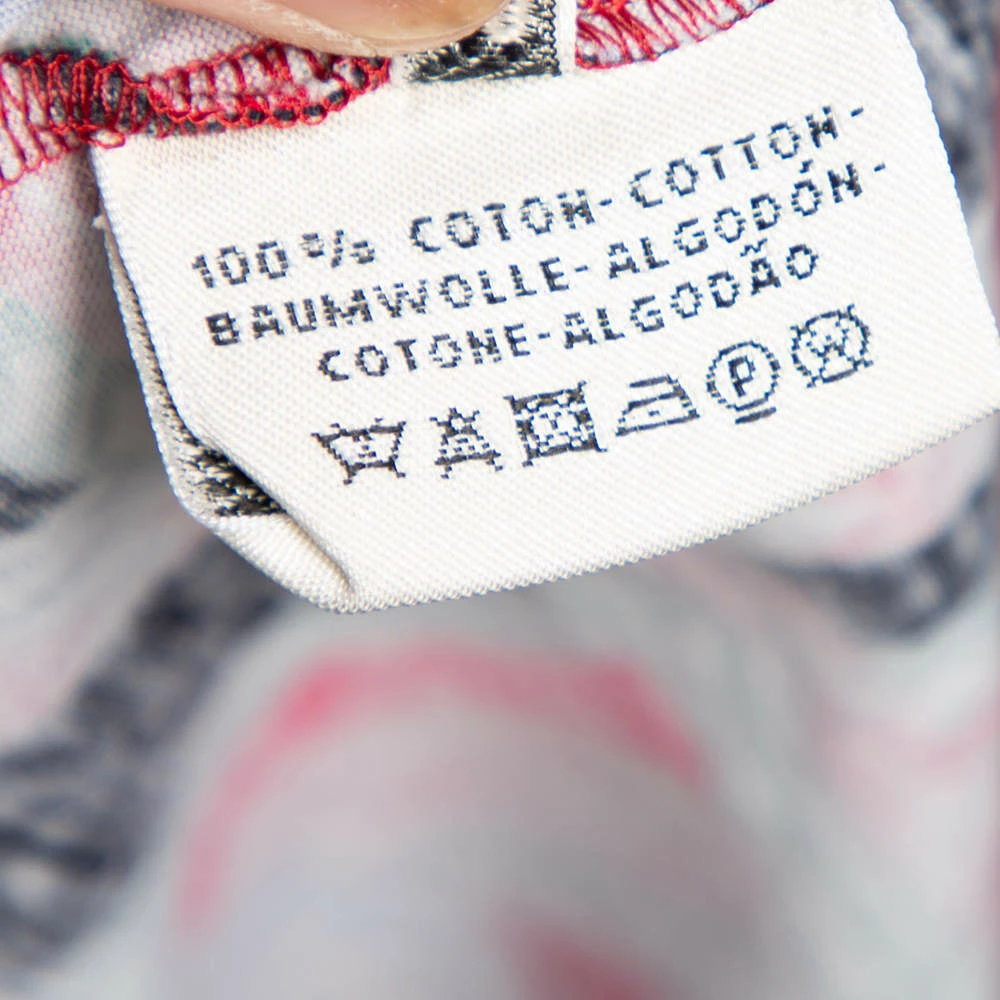 100% COTON-COTTON-
BAUMWOLLE-ALGODÓN-
COTONE-ALGODÃO
P W